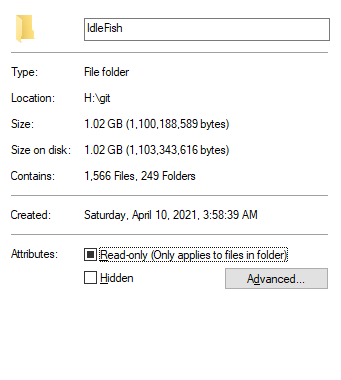 IdleFish
Type: File folder
Location: H:\git
Size: 1.02 GB (1,100,188,589 bytes)
Size on disk: 1.02 GB (1,103,343,616 bytes)
Contains: 1,566 Files, 249 Folders
Created: Saturday, April 10, 2021, 3:58:39 AM
Attributes: Read-only (Only applies to files in folder)
Hidden Advanced...